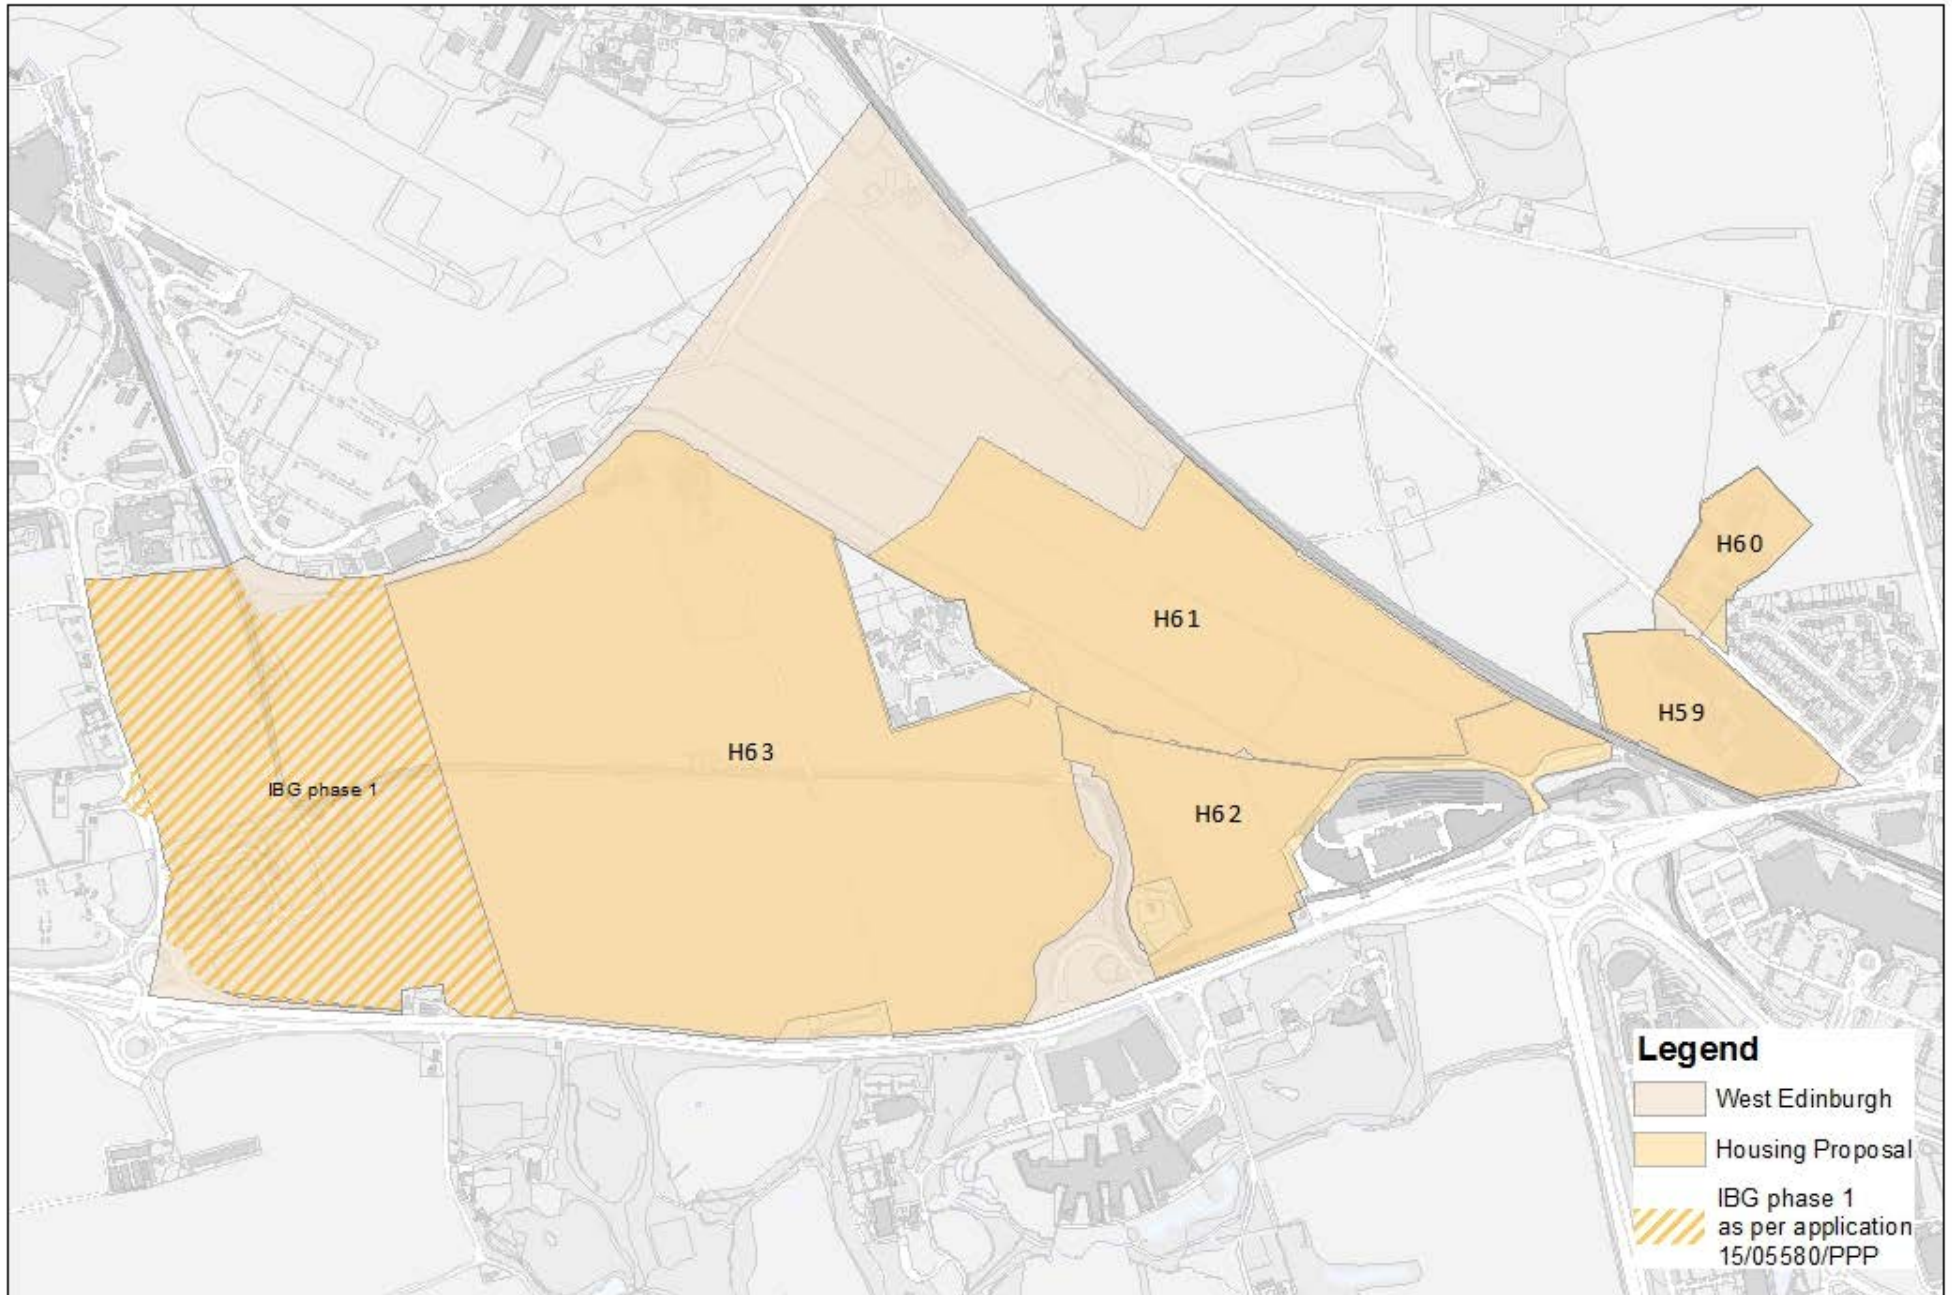 H60
H61
H59
H63
IBG phase 1
H62
Legend
West Edinburgh
Housing Proposal
IBG phase 1
as per application
15/05580/PPP